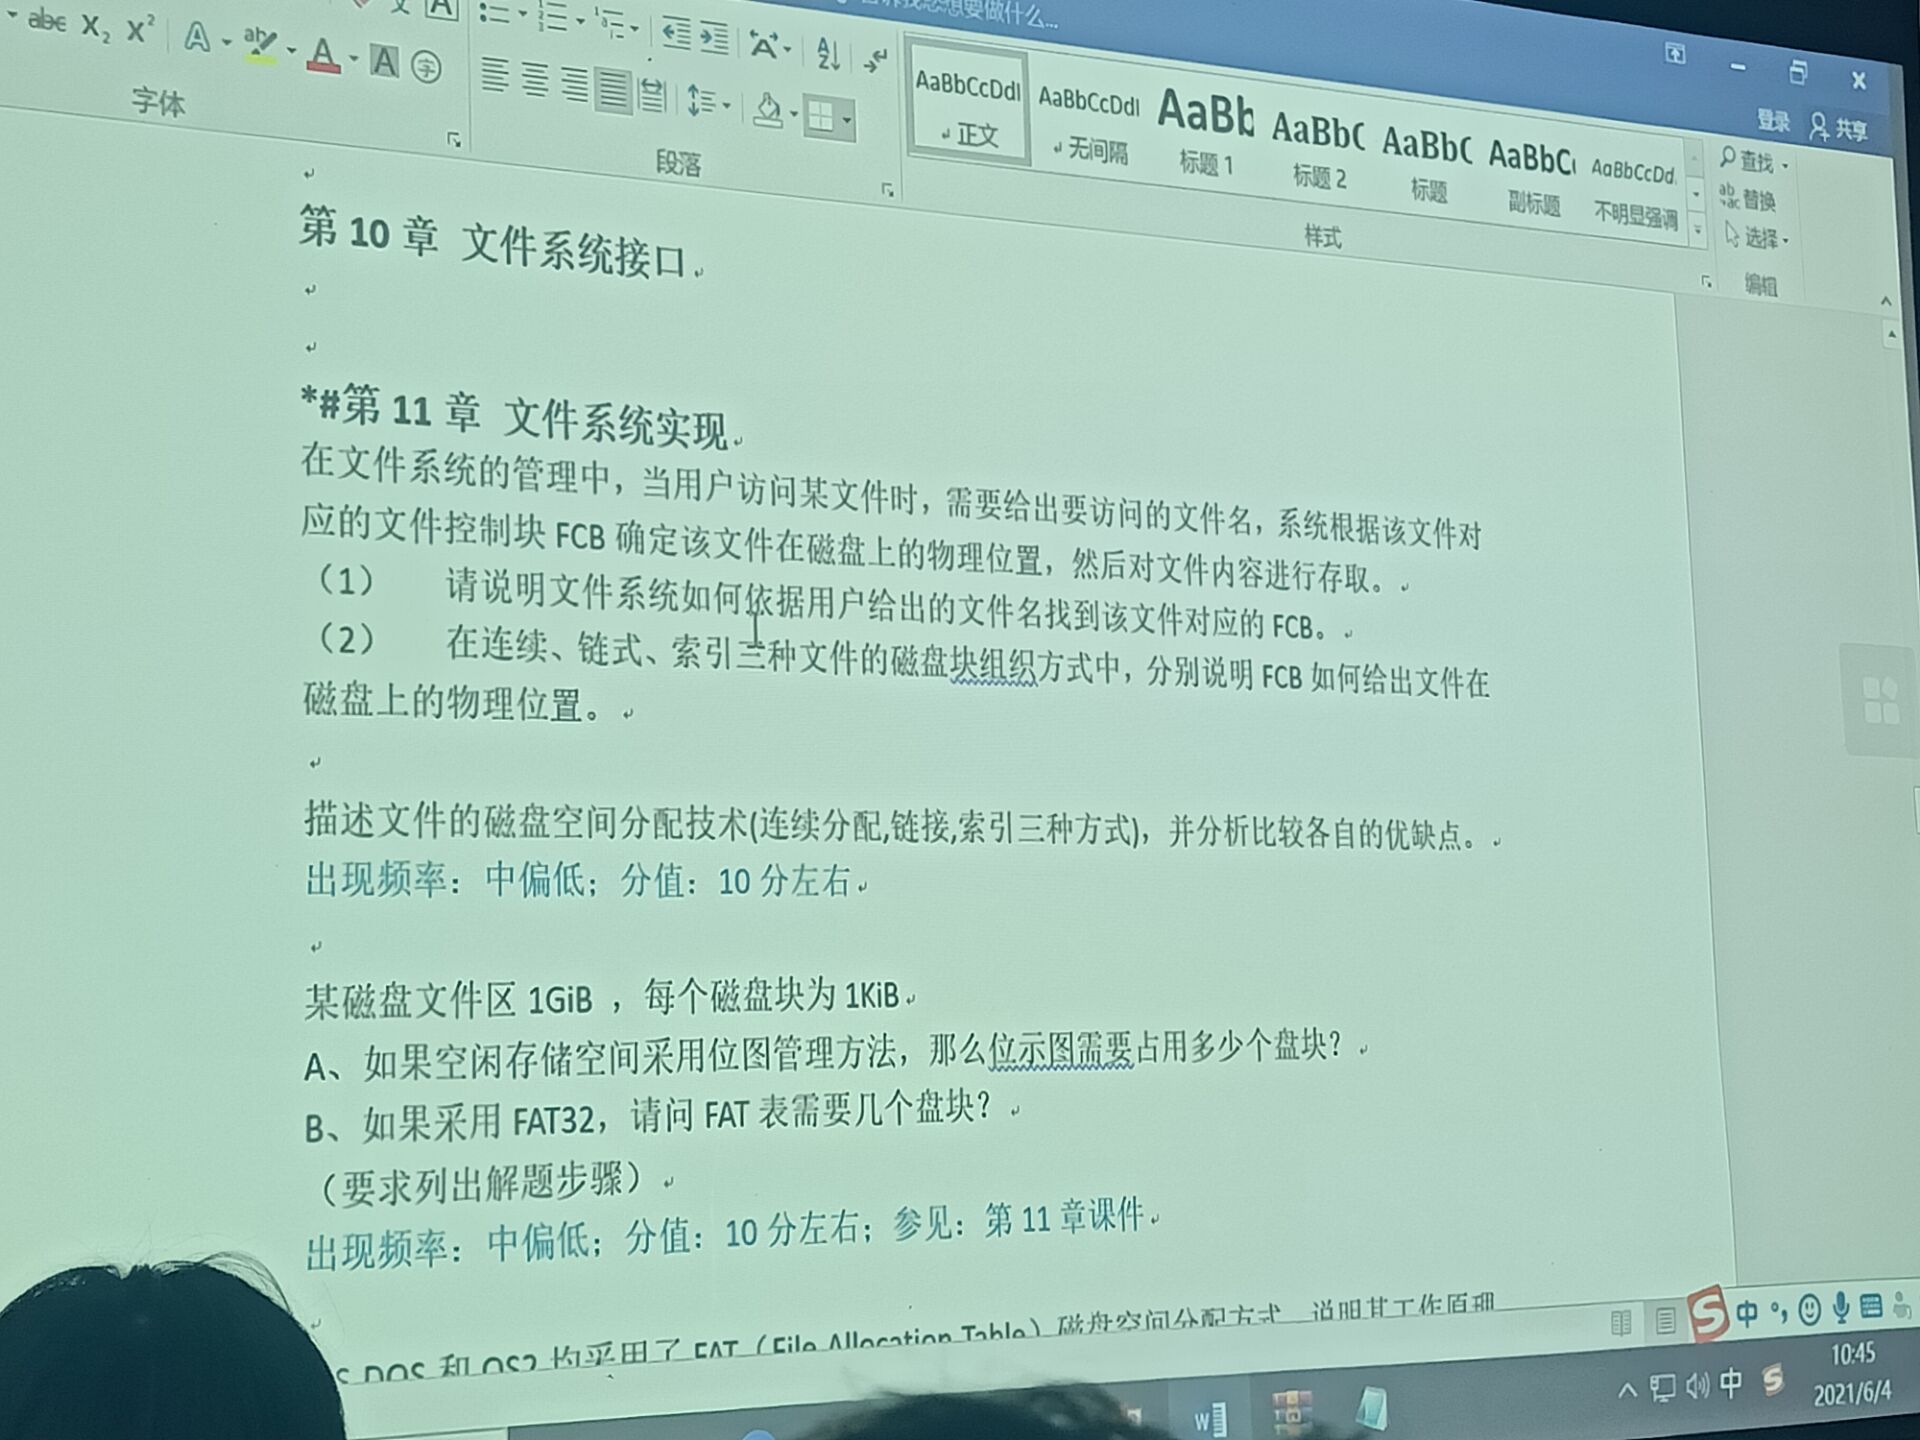 abc X₂ X²
字体
段落
AaBbCcDdI AaBbCcDdI AaBb AaBbC AaBbC AaBbC AaBbCcDd.
正文 无间隔 标题 1 标题 2 标题 副标题 不明显强调
样式
登录 共享
查找
替换
选择
编辑
第 10 章 文件系统接口
*#第 11 章 文件系统实现
在文件系统的管理中，当用户访问某文件时，需要给出要访问的文件名，系统根据该文件对
应的文件控制块 FCB 确定该文件在磁盘上的物理位置，然后对文件内容进行存取。
（1） 请说明文件系统如何依据用户给出的文件名找到该文件对应的 FCB。
（2） 在连续、链式、索引三种文件的磁盘块组织方式中，分别说明 FCB 如何给出文件在
磁盘上的物理位置。
描述文件的磁盘空间分配技术(连续分配,链接,索引三种方式)，并分析比较各自的优缺点。
出现频率：中偏低；分值：10 分左右
某磁盘文件区 1GiB ，每个磁盘块为 1KiB
A、如果空闲存储空间采用位图管理方法，那么位示图需要占用多少个盘块？
B、如果采用 FAT32，请问 FAT 表需要几个盘块？
（要求列出解题步骤）
出现频率：中偏低；分值：10 分左右；参见：第 11 章课件
DOS 和 OS2 均采用了 FAT（File Allocation Table）磁盘空间分配方式，说明其工作原理
中
中
10:45
2021/6/4